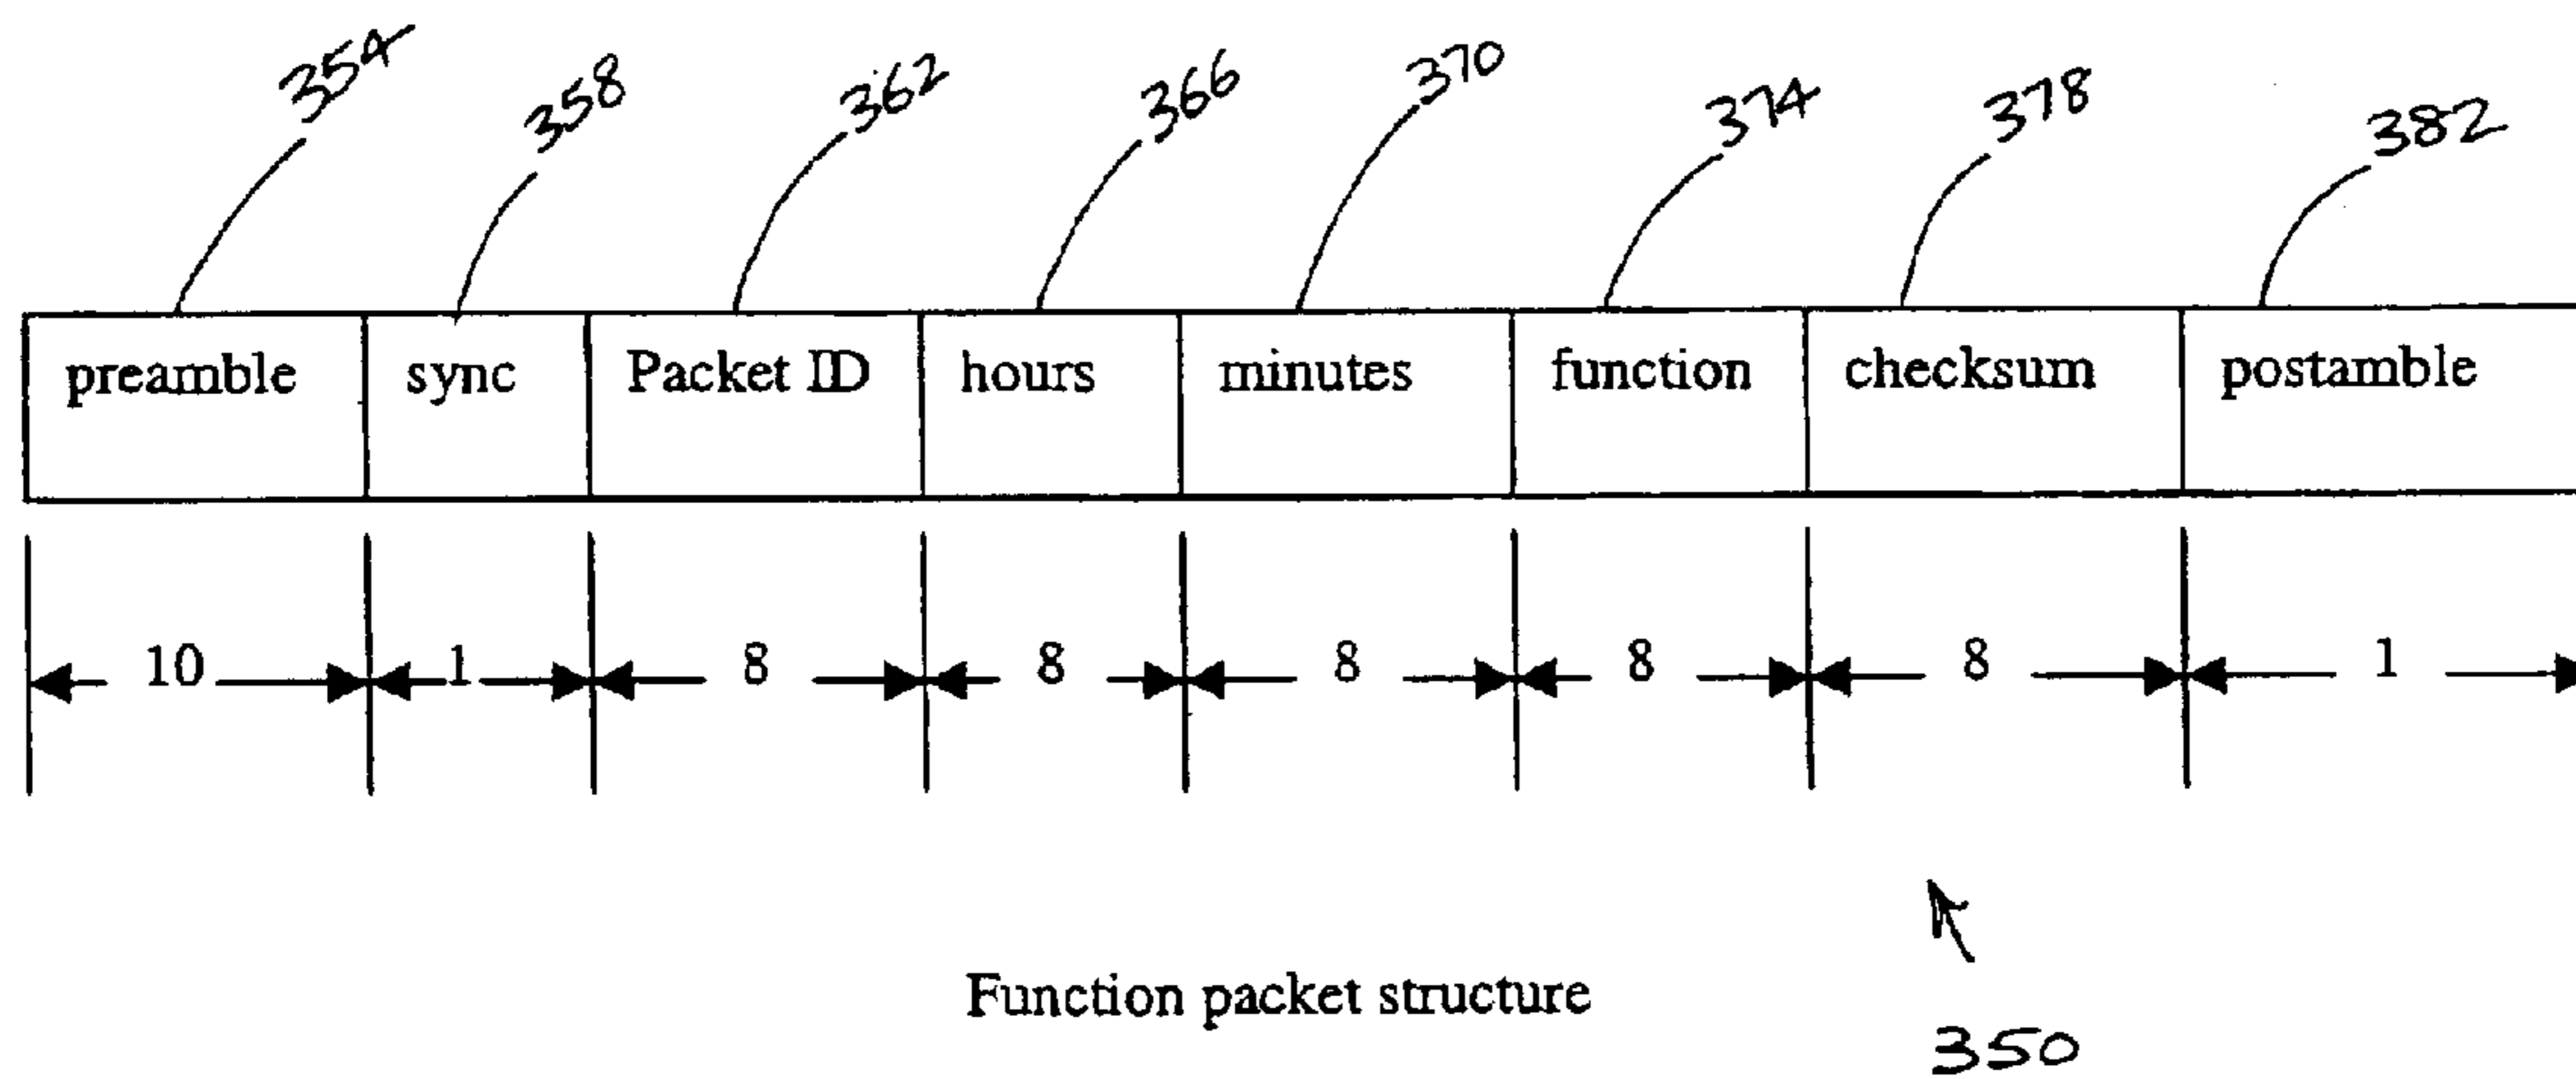 354 358 362 366 370 374 378 382
preamble sync Packet ID hours minutes function checksum postamble
10 1 8 8 8 8 8 1
Function packet structure
350